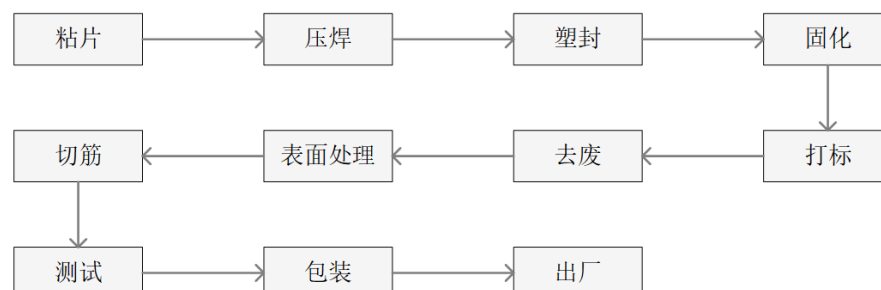 粘片
压焊
塑封
固化
打标
去废
表面处理
切筋
测试
包装
出厂